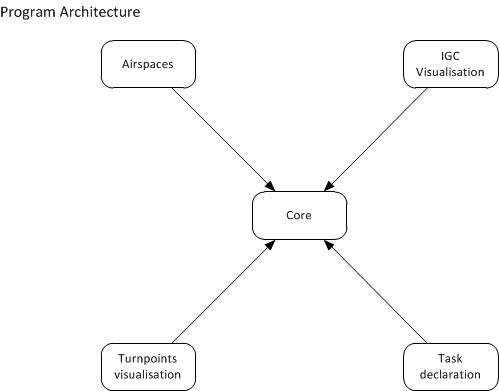 Program Architecture
Airspaces
IGC
Visualisation
Core
Turnpoints
visualisation
Task
declaration